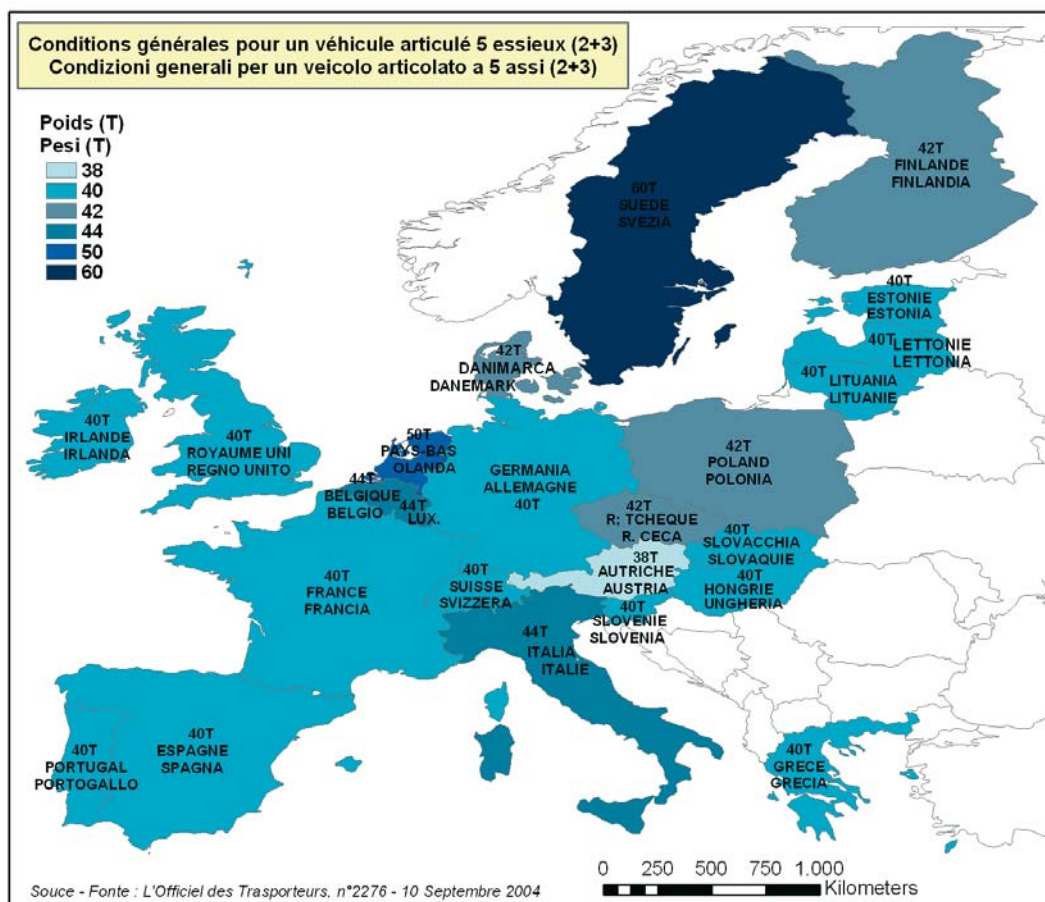 Conditions générales pour un véhicule articulé 5 essieux (2+3)
Condizioni generali per un veicolo articolato a 5 assi (2+3)
Poids (T)
Pesi (T)
38
40
42
44
50
60
42T
FINLANDE
FINLANDIA
60T
SUEDE
SVEZIA
40T
ESTONIE
ESTONIA
40T LETTONIE
LETTONIA
40T LITUANIA
LITUANIE
42T
DANIMARCA
DANEMARK
40T
IRLANDE
IRLANDA
40T
ROYAUME UNI
REGNO UNITO
50T
PAYS-BAS
OLANDA
44T
BELGIQUE
BELGIO
44T
LUX.
GERMANIA
ALLEMAGNE
40T
42T
POLAND
POLONIA
42T
R; TCHEQUE
R. CECA
40T
SLOVACCHIA
SLOVAQUIE
38T
AUTRICHE
AUSTRIA
40T
HONGRIE
UNGHERIA
40T
FRANCE
FRANCIA
40T
SUISSE
SVIZZERA
40T
SLOVENIE
SLOVENIA
44T
ITALIA
ITALIE
40T
PORTUGAL
PORTOGALLO
40T
ESPAGNE
SPAGNA
40T
GRECE
GRECIA
0 250 500 750 1.000
Kilometers
Souce - Fonte : L'Officiel des Trasporteurs, n°2276 - 10 Septembre 2004